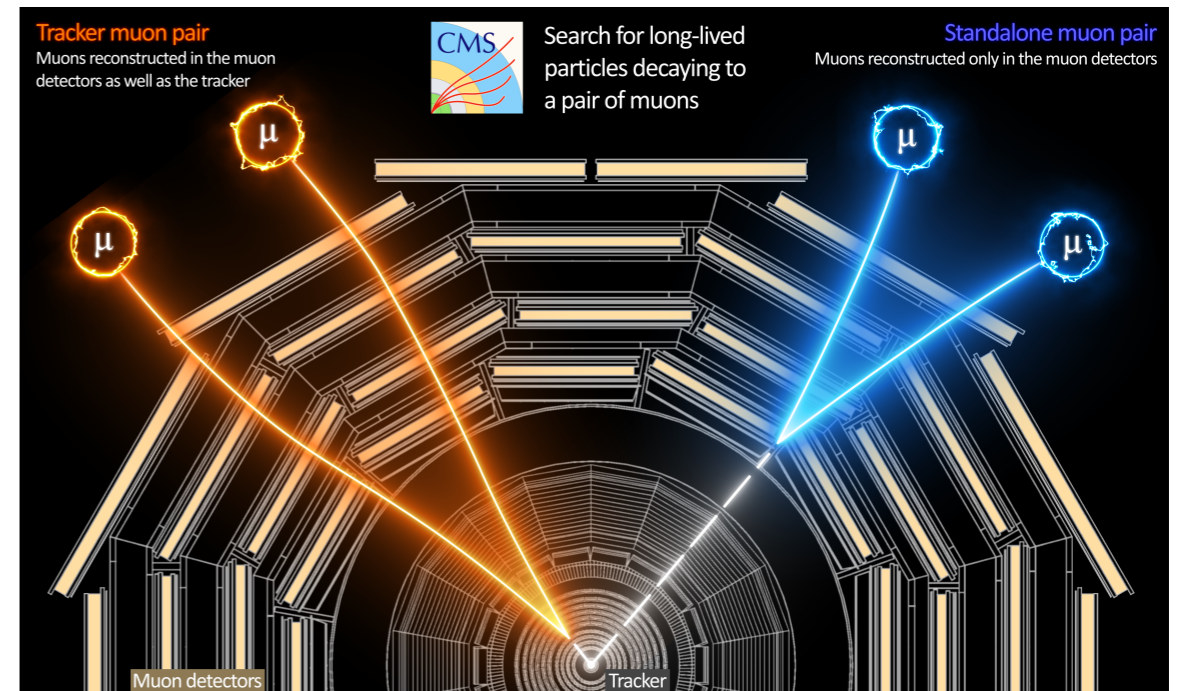 Tracker muon pair
Muons reconstructed in the muon
detectors as well as the tracker
CMS
Search for long-lived
particles decaying to
a pair of muons
Standalone muon pair
Muons reconstructed only in the muon detectors
μ
μ
μ
μ
Muon detectors
Tracker